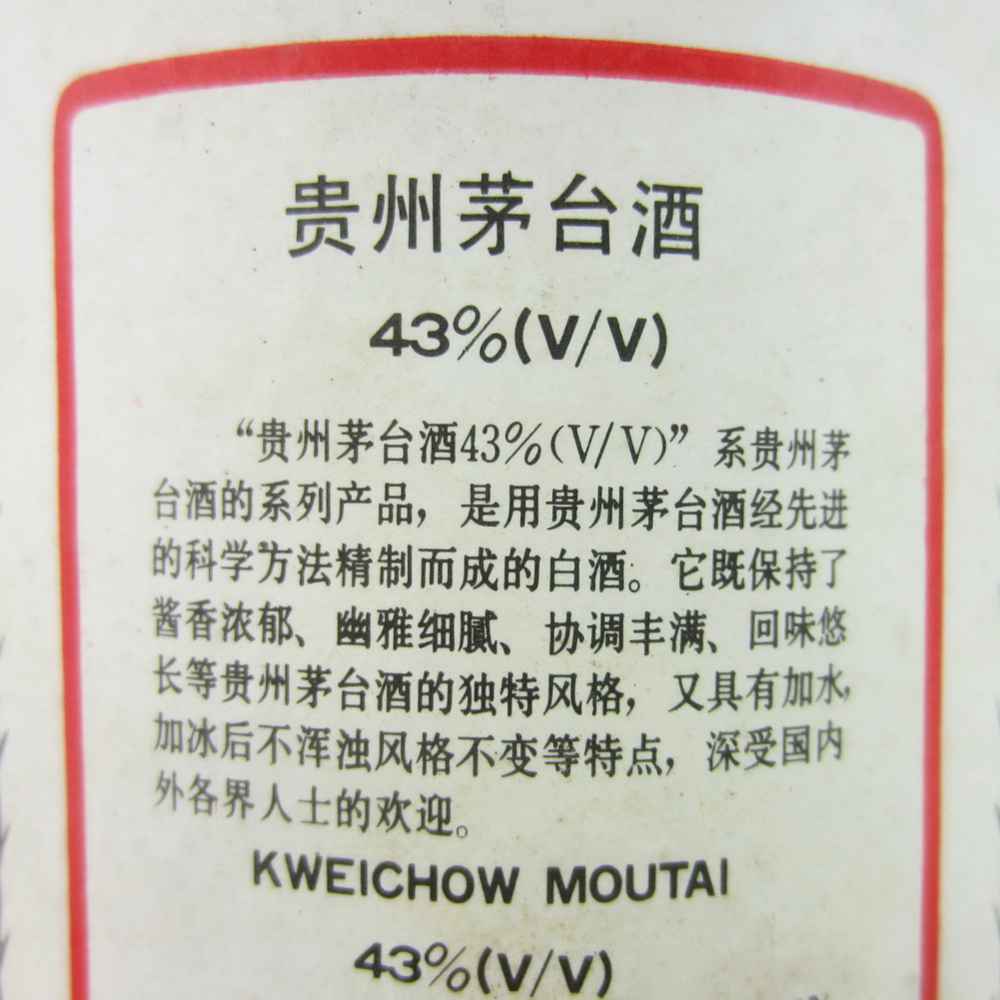 贵州茅台酒
43%(V/V)
“贵州茅台酒43%(V/V)”系贵州茅
台酒的系列产品，是用贵州茅台酒经先进
的科学方法精制而成的白酒。它既保持了
酱香浓郁、幽雅细腻、协调丰满、回味悠
长等贵州茅台酒的独特风格，又具有加水，
加冰后不浑浊风格不变等特点，深受国内
外各界人士的欢迎。
KWEICHOW MOUTAI
43%(V/V)